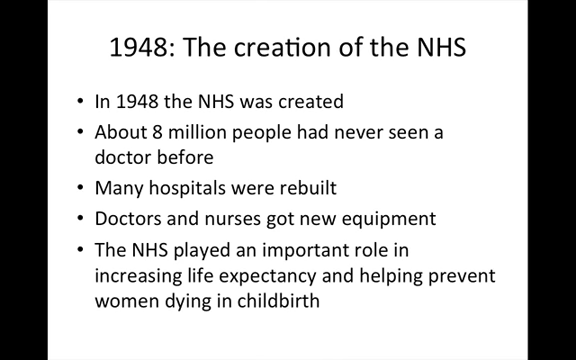 1948: The creation of the NHS
• In 1948 the NHS was created
• About 8 million people had never seen a
doctor before
• Many hospitals were rebuilt
• Doctors and nurses got new equipment
• The NHS played an important role in
increasing life expectancy and helping prevent
women dying in childbirth